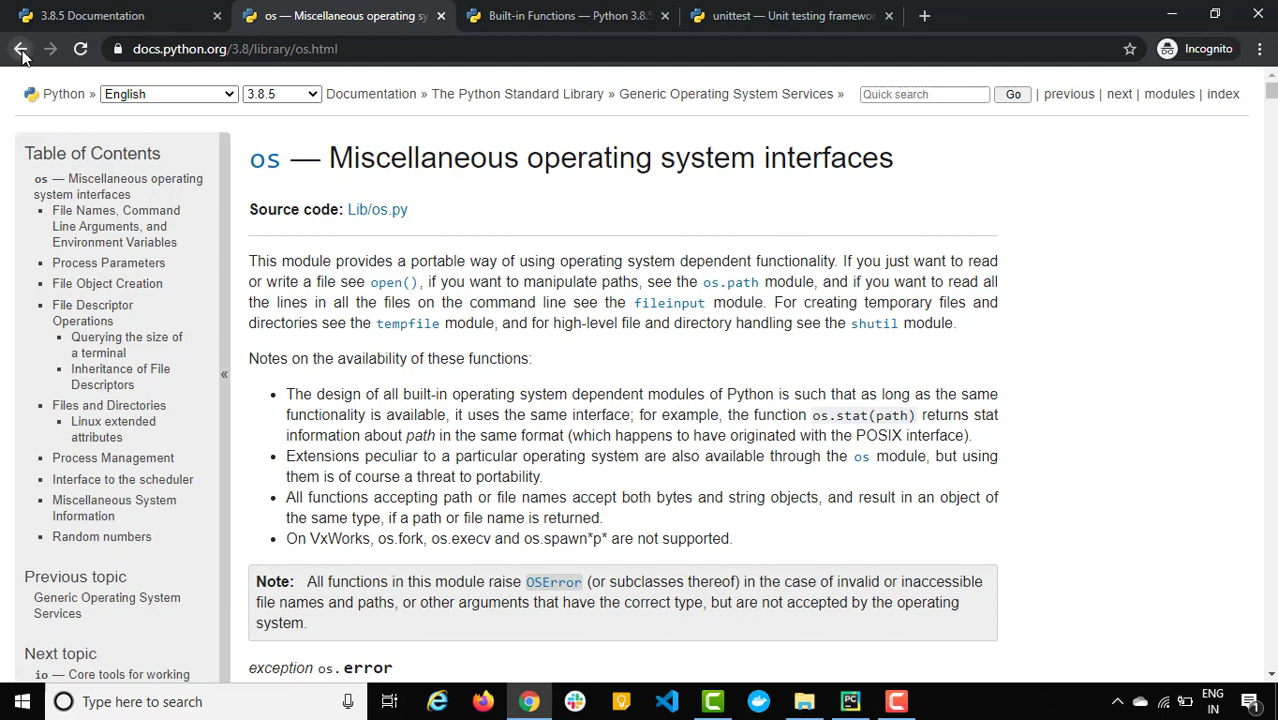 3.8.5 Documentation
os — Miscellaneous operating sy
Built-in Functions — Python 3.8.5
unittest — Unit testing framewor
docs.python.org/3.8/library/os.html
Incognito
Python » English 3.8.5 Documentation » The Python Standard Library » Generic Operating System Services » Quick search Go | previous | next | modules | index
Table of Contents
os — Miscellaneous operating
system interfaces
File Names, Command
Line Arguments, and
Environment Variables
Process Parameters
File Object Creation
File Descriptor
Operations
Querying the size of
a terminal
Inheritance of File
Descriptors
Files and Directories
Linux extended
attributes
Process Management
Interface to the scheduler
Miscellaneous System
Information
Random numbers
Previous topic
Generic Operating System
Services
Next topic
io — Core tools for working
«
os — Miscellaneous operating system interfaces
Source code: Lib/os.py
This module provides a portable way of using operating system dependent functionality. If you just want to read
or write a file see open(), if you want to manipulate paths, see the os.path module, and if you want to read all
the lines in all the files on the command line see the fileinput module. For creating temporary files and
directories see the tempfile module, and for high-level file and directory handling see the shutil module.
Notes on the availability of these functions:
• The design of all built-in operating system dependent modules of Python is such that as long as the same
functionality is available, it uses the same interface; for example, the function os.stat(path) returns stat
information about path in the same format (which happens to have originated with the POSIX interface).
• Extensions peculiar to a particular operating system are also available through the os module, but using
them is of course a threat to portability.
• All functions accepting path or file names accept both bytes and string objects, and result in an object of
the same type, if a path or file name is returned.
• On VxWorks, os.fork, os.execv and os.spawn*p* are not supported.
Note: All functions in this module raise OSError (or subclasses thereof) in the case of invalid or inaccessible
file names and paths, or other arguments that have the correct type, but are not accepted by the operating
system.
exception os.error
Type here to search
ENG
IN
1